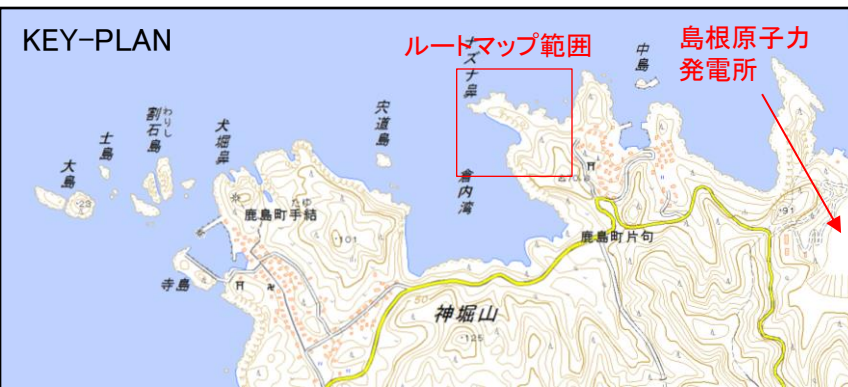 KEY-PLAN
ルートマップ範囲
島根原子力
発電所
中島
ナズナ鼻
宍道島
犬堀鼻
わりし
割石島
士島
大島
・23
倉内湾
たゆ
鹿島町手結
・101
・91
鹿島町片句
寺島
50
神堀山
・125